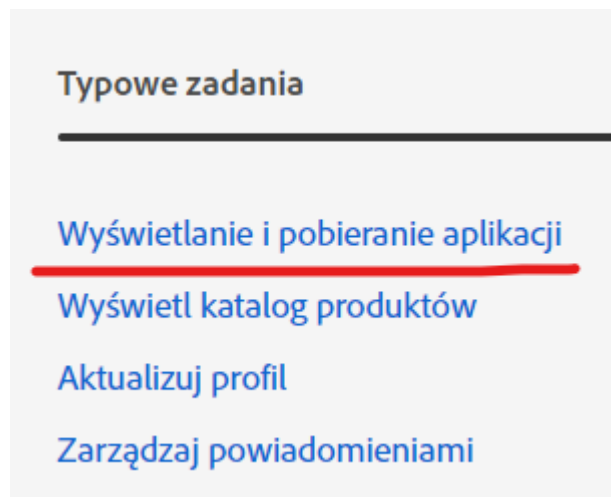 Typowe zadania
Wyświetlanie i pobieranie aplikacji
Wyświetl katalog produktów
Aktualizuj profil
Zarządzaj powiadomieniami